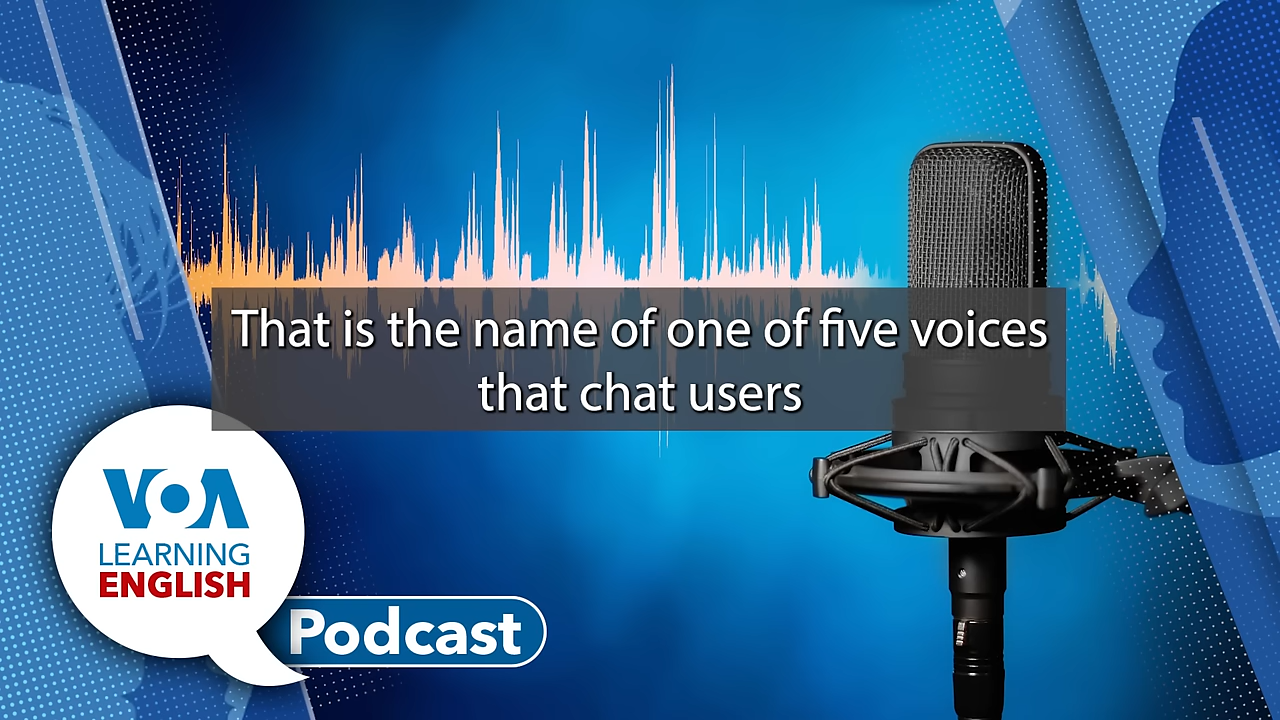 That is the name of one of five voices
that chat users
VOA
LEARNING
ENGLISH
Podcast